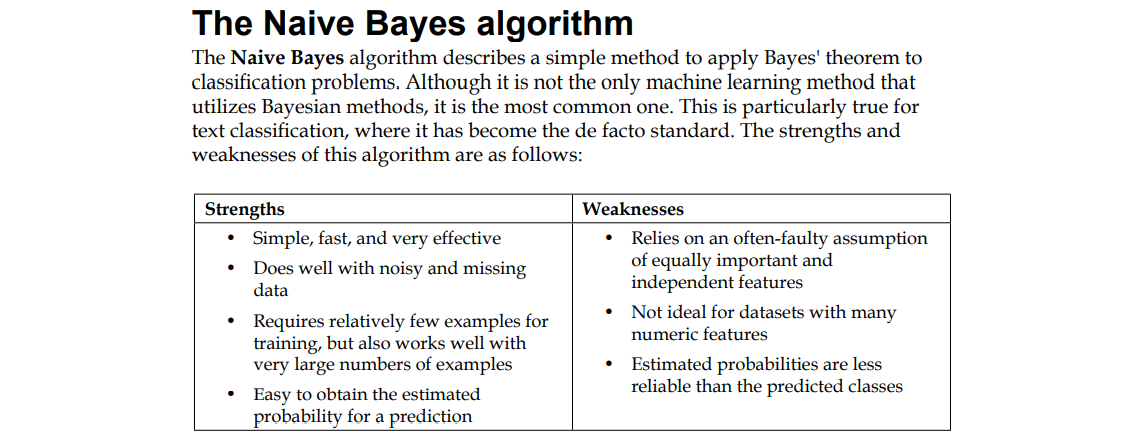 The Naive Bayes algorithm
The Naive Bayes algorithm describes a simple method to apply Bayes' theorem to
classification problems. Although it is not the only machine learning method that
utilizes Bayesian methods, it is the most common one. This is particularly true for
text classification, where it has become the de facto standard. The strengths and
weaknesses of this algorithm are as follows:
Strengths
• Simple, fast, and very effective
• Does well with noisy and missing
data
• Requires relatively few examples for
training, but also works well with
very large numbers of examples
• Easy to obtain the estimated
probability for a prediction
Weaknesses
• Relies on an often-faulty assumption
of equally important and
independent features
• Not ideal for datasets with many
numeric features
• Estimated probabilities are less
reliable than the predicted classes